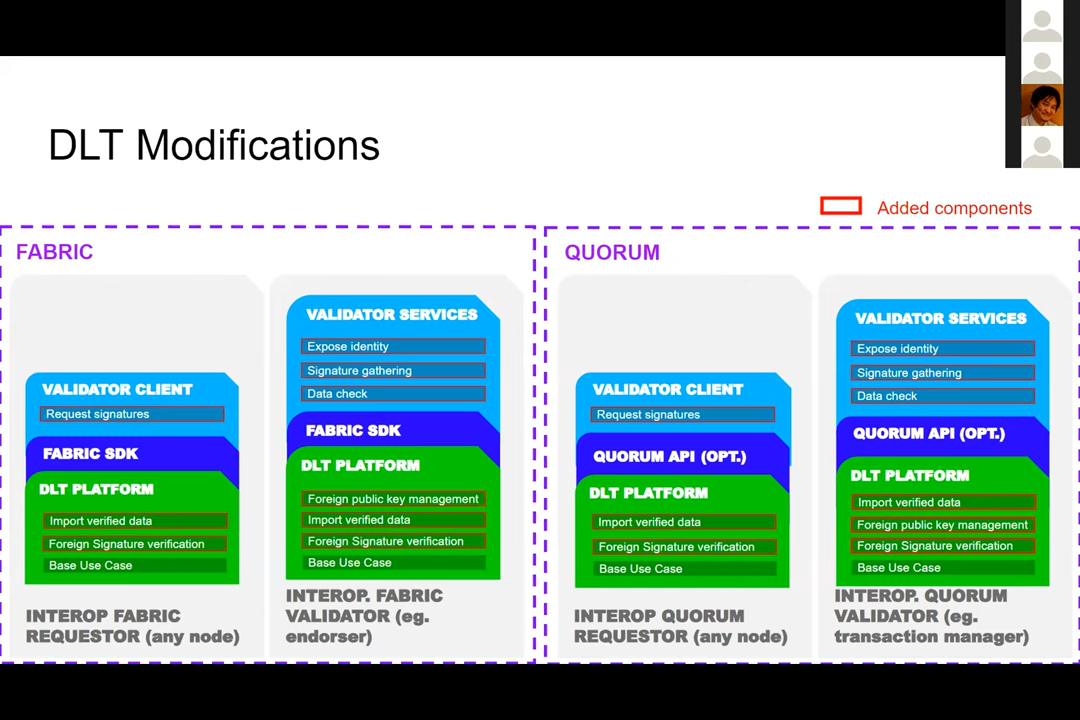 DLT Modifications
Added components
FABRIC
VALIDATOR CLIENT
Request signatures
FABRIC SDK
DLT PLATFORM
Import verified data
Foreign Signature verification
Base Use Case
INTEROP FABRIC
REQUESTOR (any node)
VALIDATOR SERVICES
Expose identity
Signature gathering
Data check
FABRIC SDK
DLT PLATFORM
Foreign public key management
Import verified data
Foreign Signature verification
Base Use Case
INTEROP. FABRIC
VALIDATOR (eg.
endorser)
QUORUM
VALIDATOR CLIENT
Request signatures
QUORUM API (OPT.)
DLT PLATFORM
Import verified data
Foreign Signature verification
Base Use Case
INTEROP QUORUM
REQUESTOR (any node)
VALIDATOR SERVICES
Expose identity
Signature gathering
Data check
QUORUM API (OPT.)
DLT PLATFORM
Import verified data
Foreign public key management
Foreign Signature verification
Base Use Case
INTEROP. QUORUM
VALIDATOR (eg.
transaction manager)